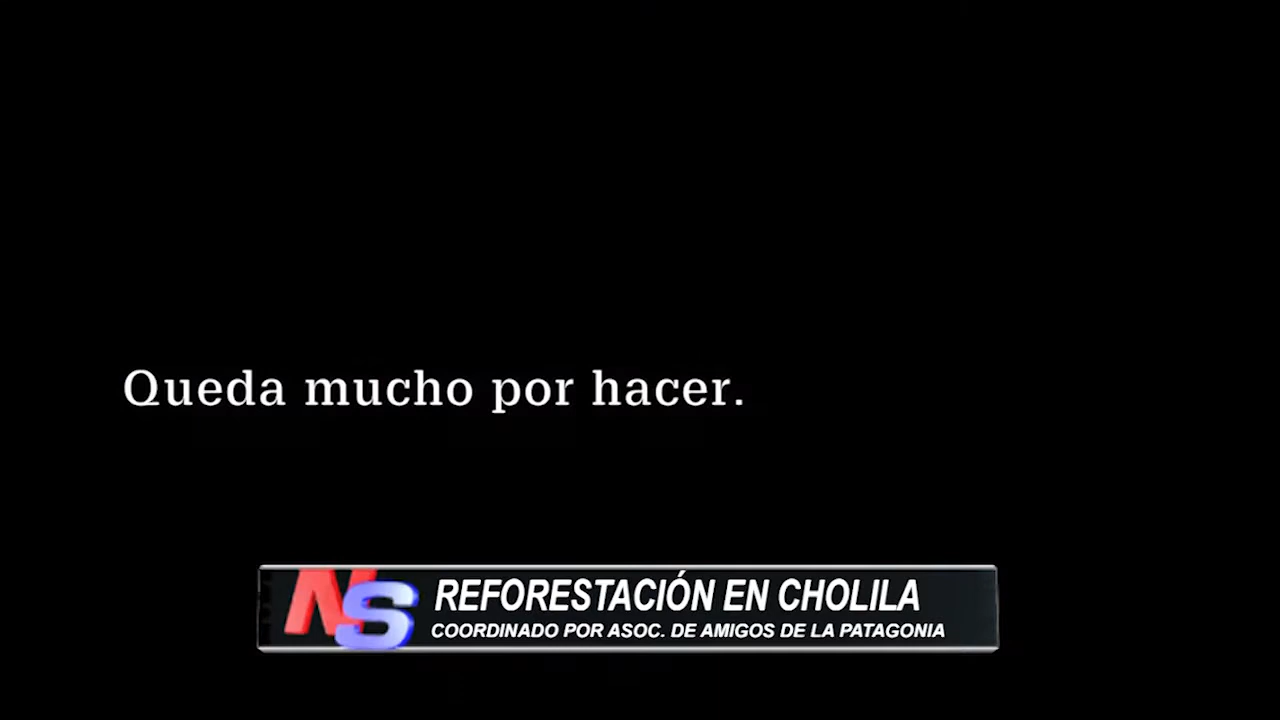 Queda mucho por hacer.
NS
REFORESTACIÓN EN CHOLILA
COORDINADO POR ASOC. DE AMIGOS DE LA PATAGONIA